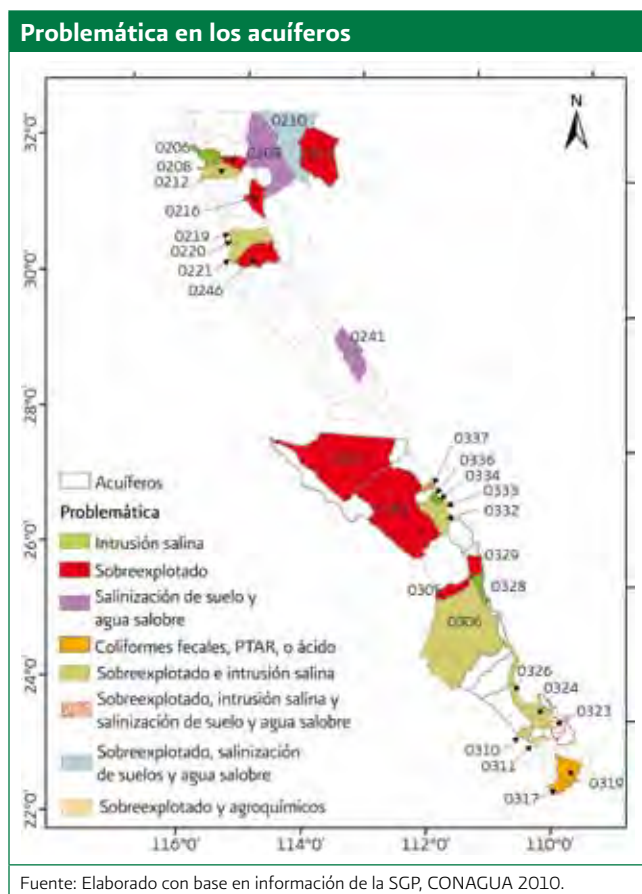 Problemática en los acuíferos
N
32°0'
30°0'
28°0'
26°0'
24°0'
22°0'
0206
0208
0212
0210
0209
0216
0219
0220
0221
0246
0241
0337
0336
0334
0333
0332
0329
0305
0328
0306
0326
0324
0323
0310
0311
0317
0319
Acuíferos
Problemática
Intrusión salina
Sobreexplotado
Salinización de suelo y
agua salobre
Coliformes fecales, PTAR, o ácido
Sobreexplotado e intrusión salina
Sobreexplotado, intrusión salina y
salinización de suelo y agua salobre
Sobreexplotado, salinización
de suelos y agua salobre
Sobreexplotado y agroquímicos
116°0' 114°0' 112°0' 110°0'
Fuente: Elaborado con base en información de la SGP, CONAGUA 2010.